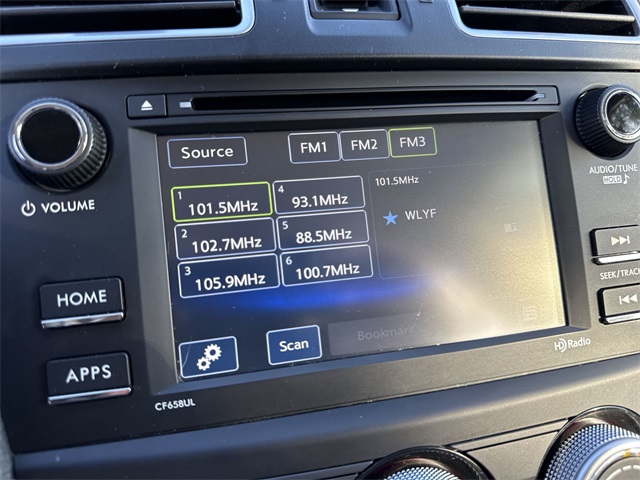 Source
FM1 FM2 FM3
1 101.5MHz
4 93.1MHz
2 102.7MHz
5 88.5MHz
3 105.9MHz
6 100.7MHz
101.5MHz
WLYF
Scan
Bookmark
VOLUME
HOME
APPS
CF658UL
AUDIO/TUNE
HOLD
SEEK/TRACK
HD Radio